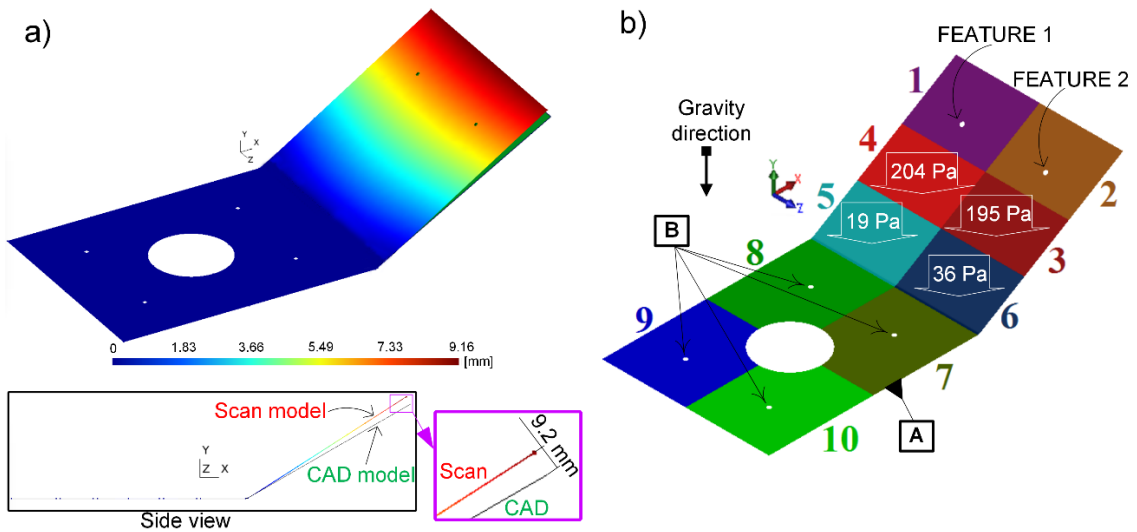 a)
Y
X
Z
0
1.83
3.66
5.49
7.33
9.16
[mm]
Scan model
CAD model
Y
Z X
Side view
9.2 mm
Scan
CAD
b)
FEATURE 1
FEATURE 2
Gravity
direction
Y
X
Z
1
2
3
4
5
6
7
8
9
10
204 Pa
195 Pa
19 Pa
36 Pa
B
A